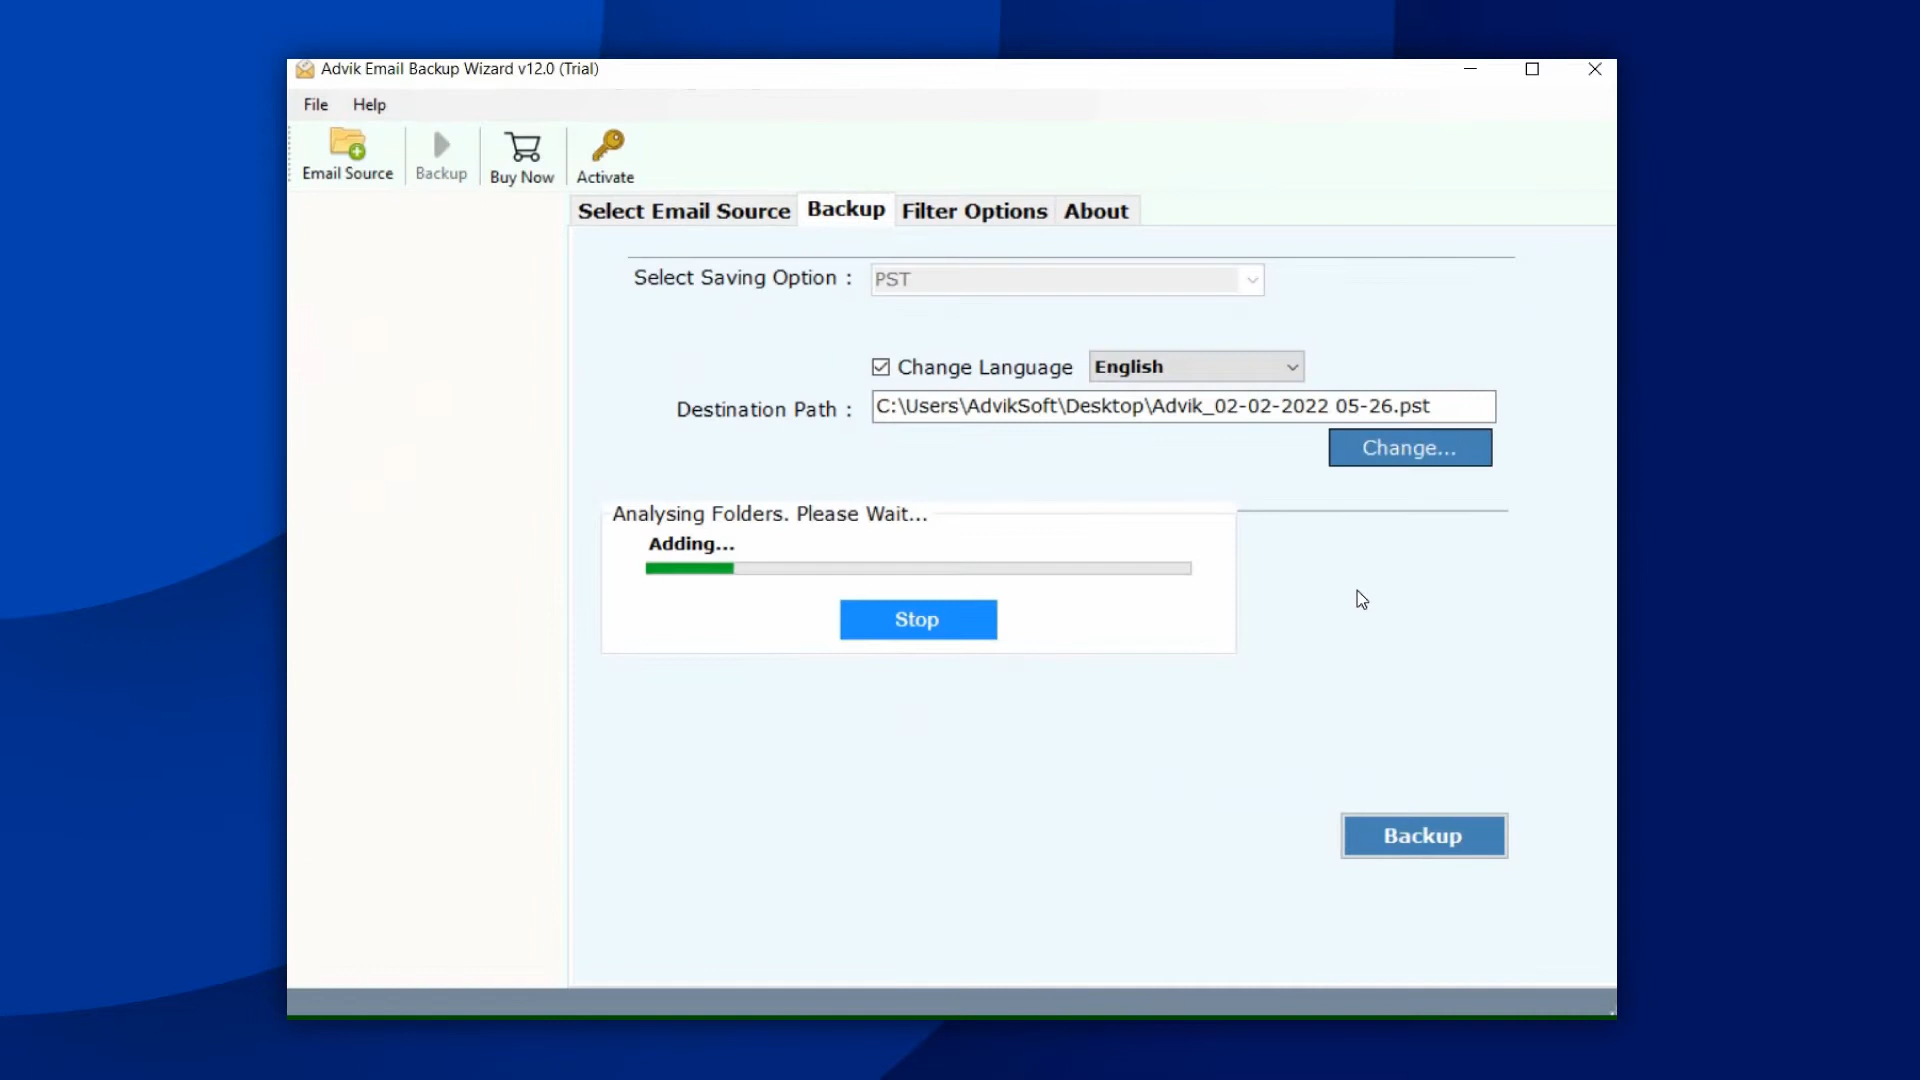 Advik Email Backup Wizard v12.0 (Trial)
File Help
Email Source Backup Buy Now Activate
Select Email Source Backup Filter Options About
Select Saving Option : PST
Change Language English
Destination Path : C:\Users\AdvikSoft\Desktop\Advik_02-02-2022 05-26.pst
Change...
Analysing Folders. Please Wait...
Adding...
Stop
Backup